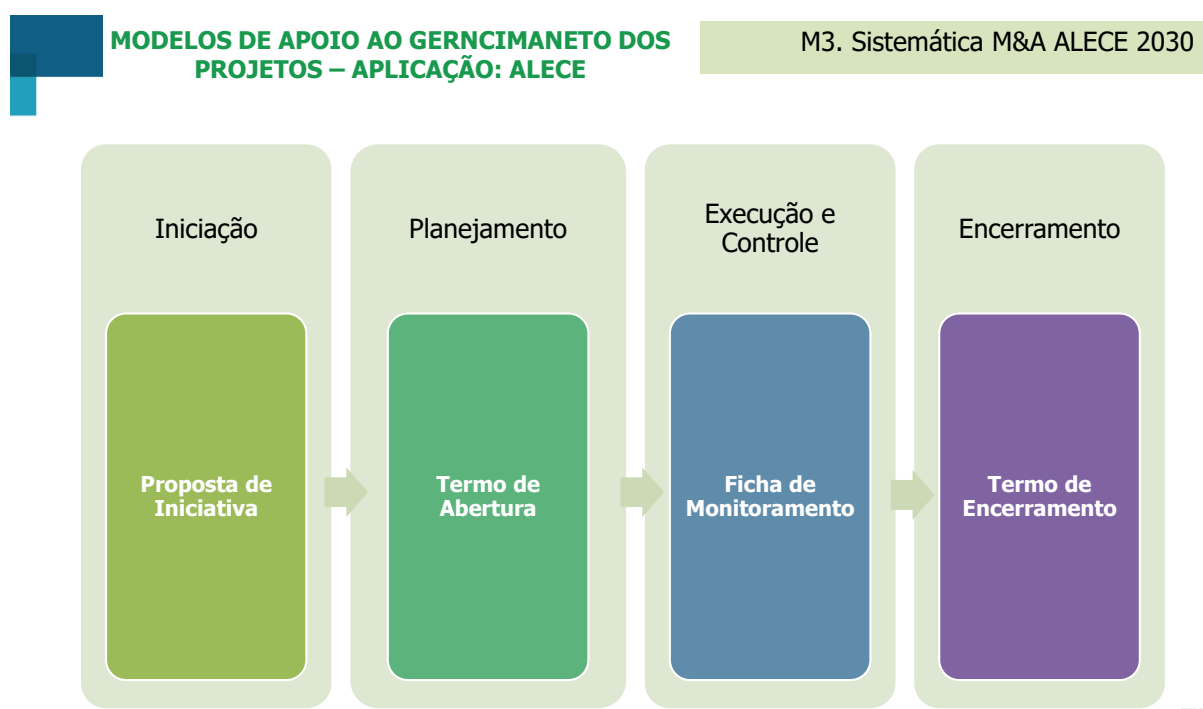 MODELOS DE APOIO AO GERNCIMANETO DOS
PROJETOS – APLICAÇÃO: ALECE
M3. Sistemática M&A ALECE 2030
Iniciação
Planejamento
Execução e
Controle
Encerramento
Proposta de
Iniciativa
Termo de
Abertura
Ficha de
Monitoramento
Termo de
Encerramento